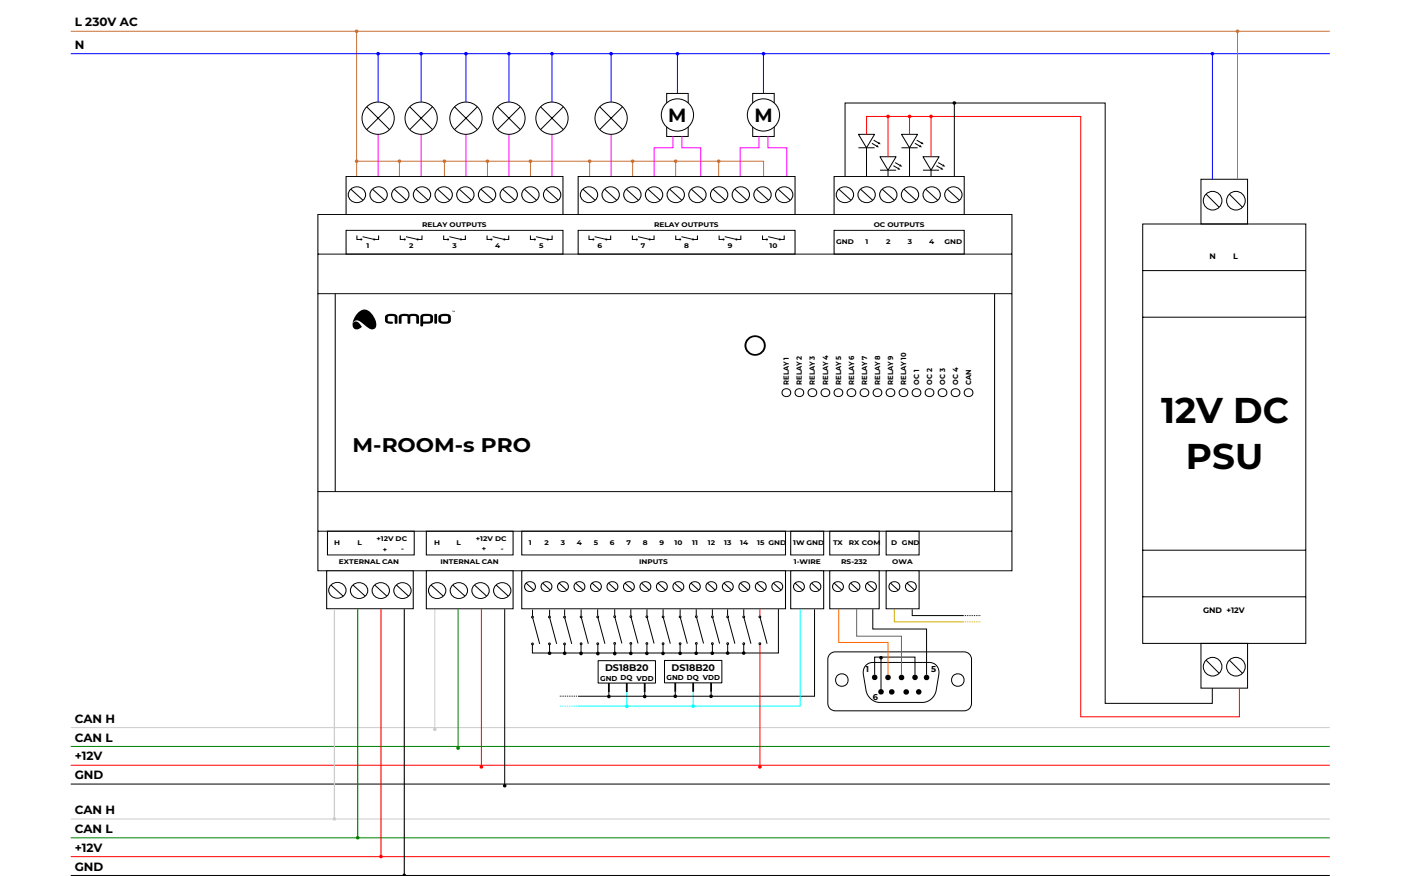 L 230V AC
N
M M
RELAY OUTPUTS RELAY OUTPUTS OC OUTPUTS
1 2 3 4 5 6 7 8 9 10 GND 1 2 3 4 GND
N L
ampio
RELAY 1 RELAY 2 RELAY 3 RELAY 4 RELAY 5 RELAY 6 RELAY 7 RELAY 8 RELAY 9 RELAY 10 OC 1 OC 2 OC 3 OC 4 CAN
12V DC
PSU
M-ROOM-s PRO
H L +12V DC + - H L +12V DC + - 1 2 3 4 5 6 7 8 9 10 11 12 13 14 15 GND 1W GND TX RX COM D GND
EXTERNAL CAN INTERNAL CAN INPUTS 1-WIRE RS-232 OWA
GND +12V
DS18B20 DS18B20
GND DQ VDD GND DQ VDD
1 5
6
CAN H
CAN L
+12V
GND
CAN H
CAN L
+12V
GND